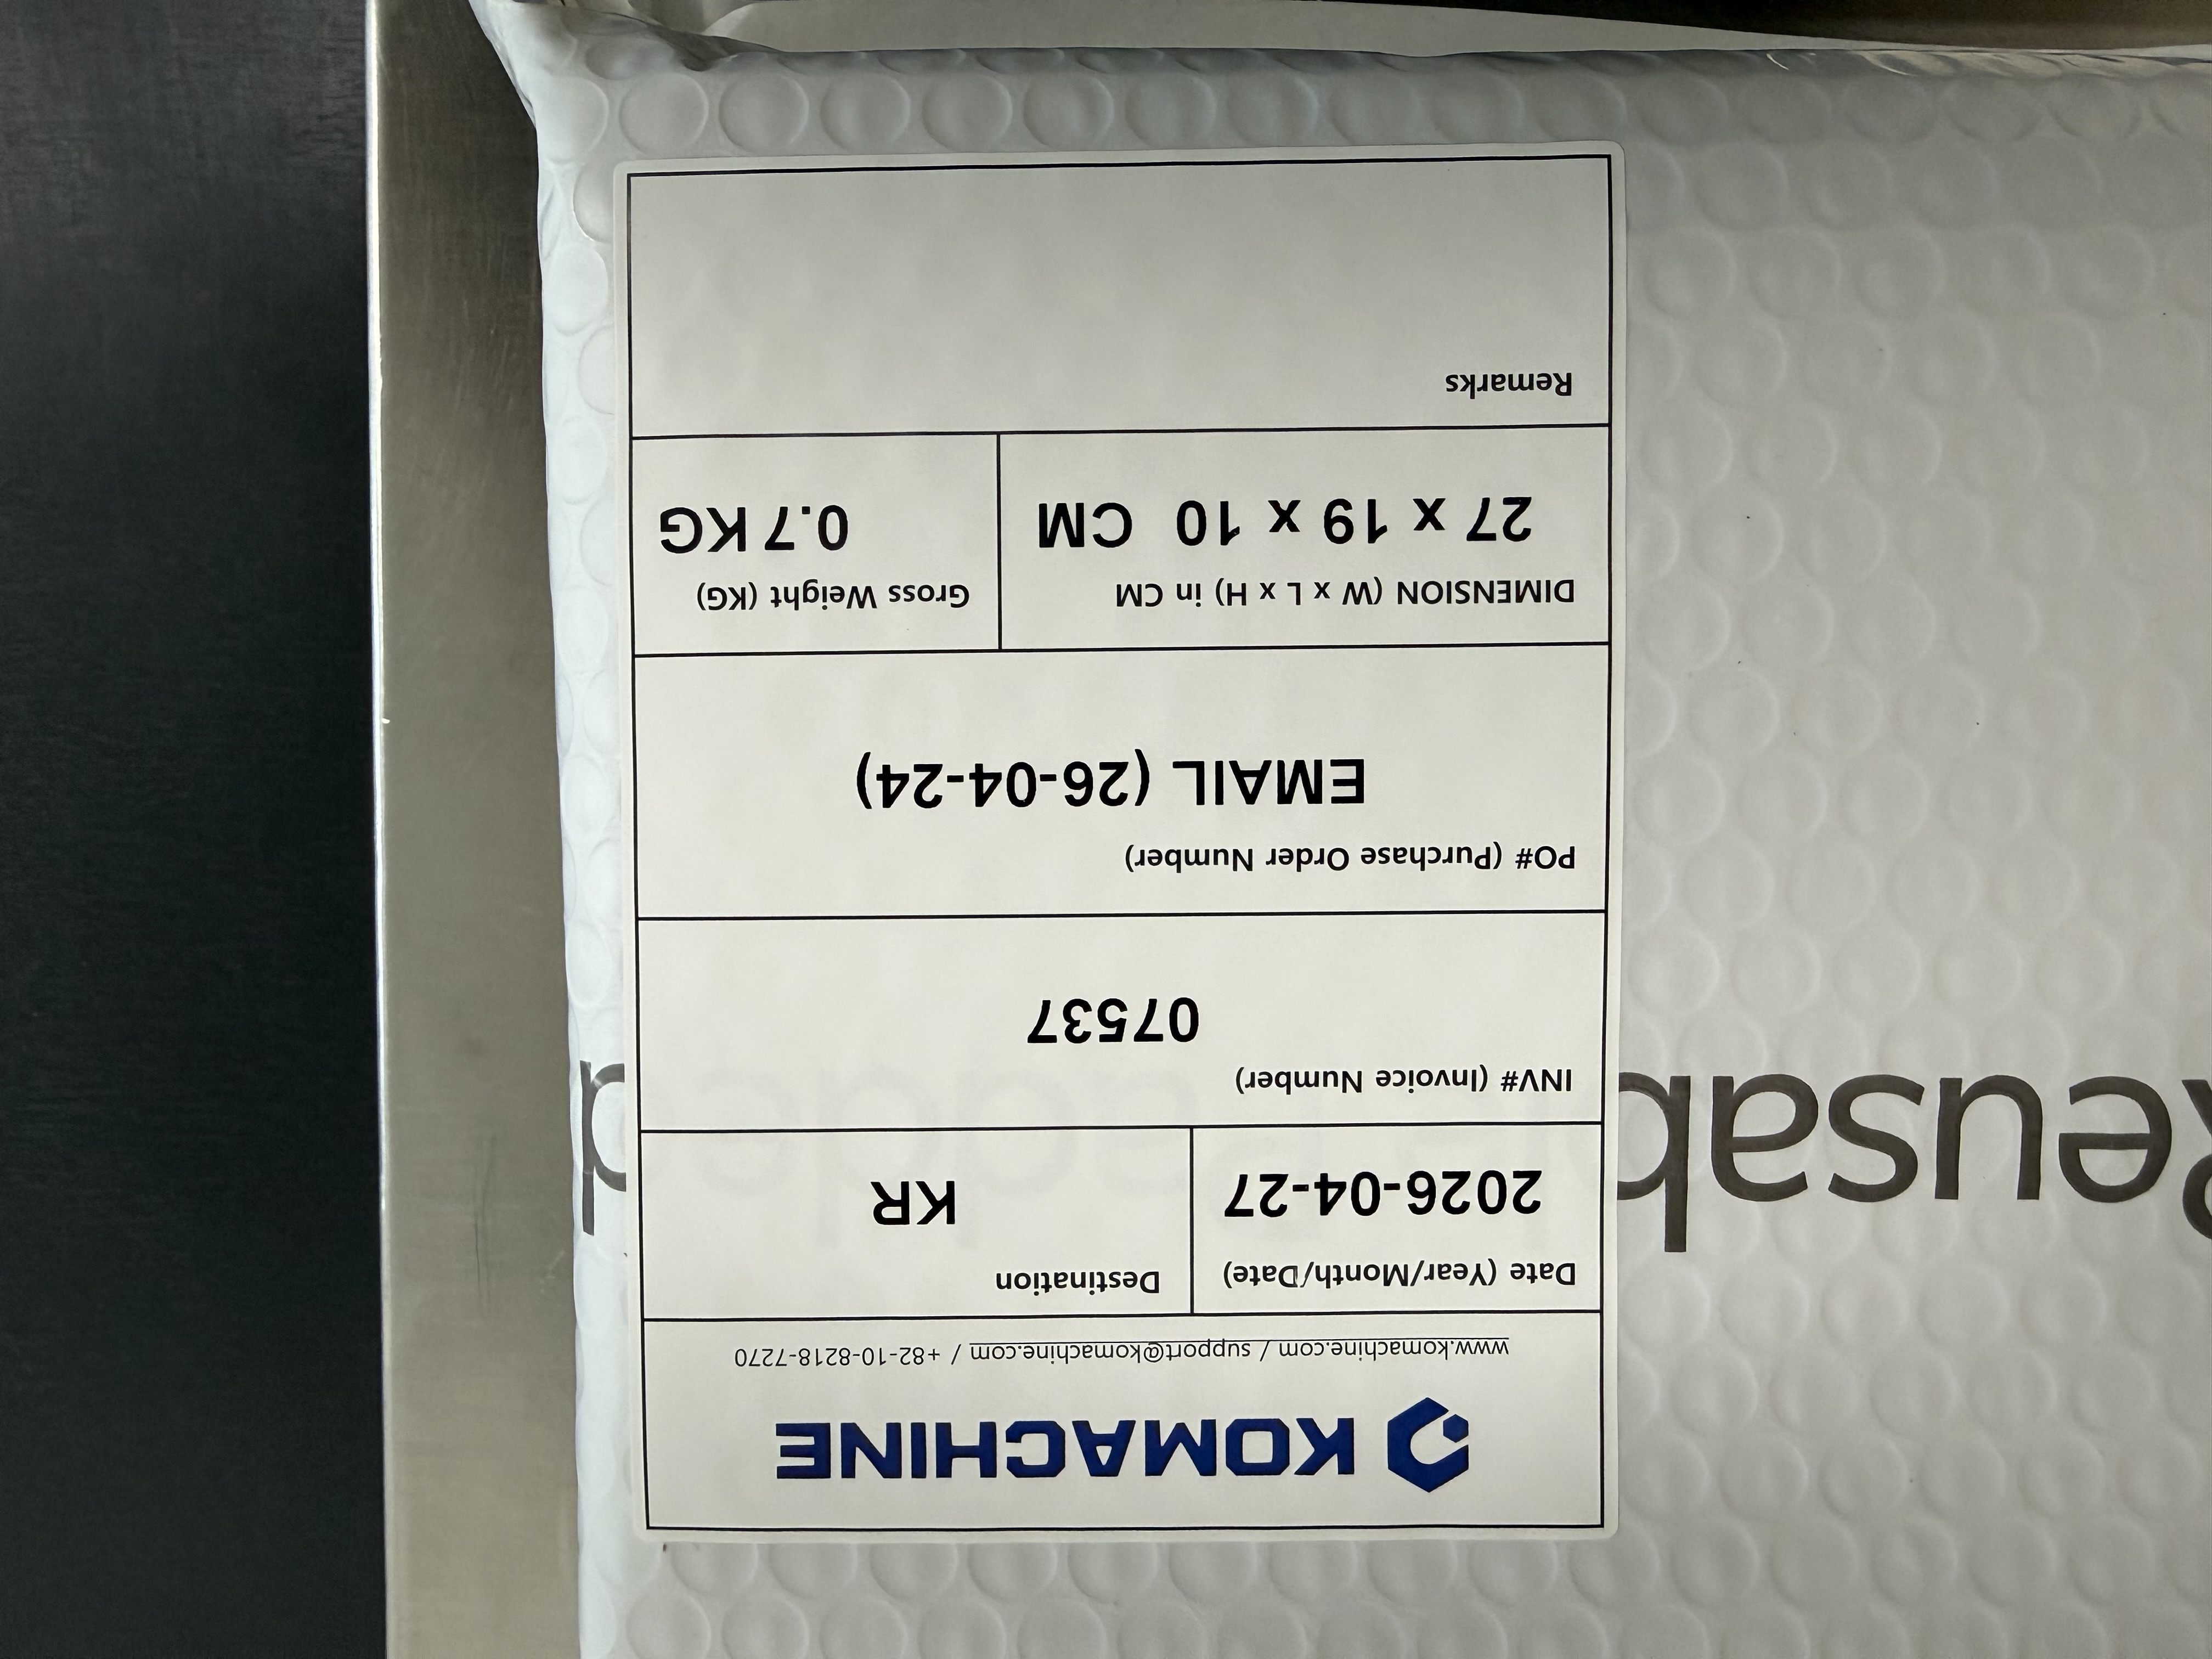 KOMACHINE
www.komachine.com / support@komachine.com / +82-10-8218-7270
Date (Year/Month/Date)
2026-04-27
Destination
KR
INV# (Invoice Number)
07537
PO# (Purchase Order Number)
EMAIL (26-04-24)
DIMENSION (W x L x H) in CM
27 x 19 x 10 CM
Gross Weight (KG)
0.7 KG
Remarks